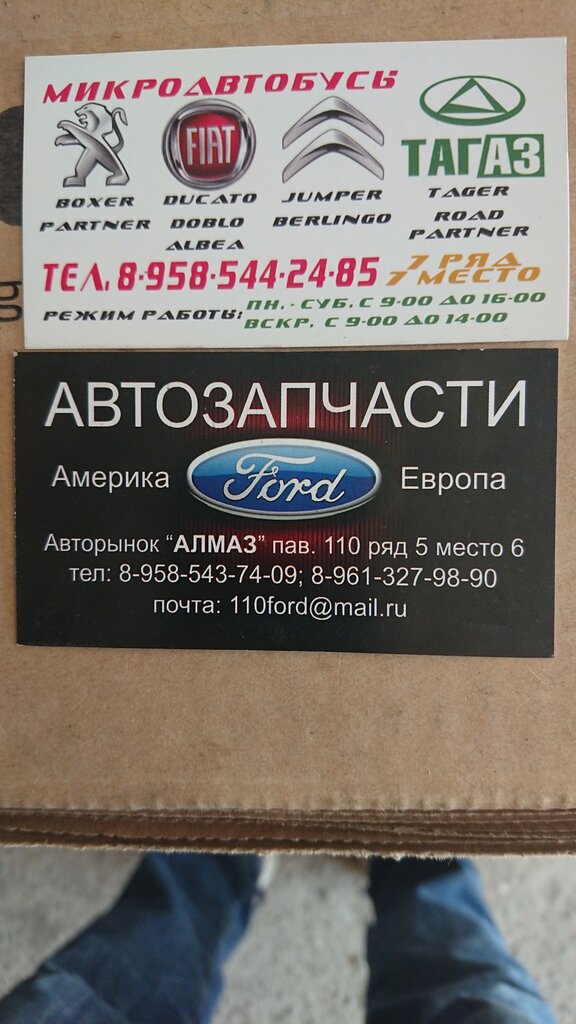 МИКРОАВТОБУСЫ
FIAT
ТАГАЗ
BOXER DUCATO JUMPER TAGER
PARTNER DOBLO BERLINGO ROAD
ALBEA PARTNER
ТЕЛ. 8-958-544-24-85 7 РЯД
7 МЕСТО
РЕЖИМ РАБОТЫ: ПН. - СУБ. С 9-00 ДО 16-00
ВСКР. С 9-00 ДО 14-00
АВТОЗАПЧАСТИ
Америка Ford Европа
Авторынок “АЛМАЗ” пав. 110 ряд 5 место 6
тел: 8-958-543-74-09; 8-961-327-98-90
почта: 110ford@mail.ru